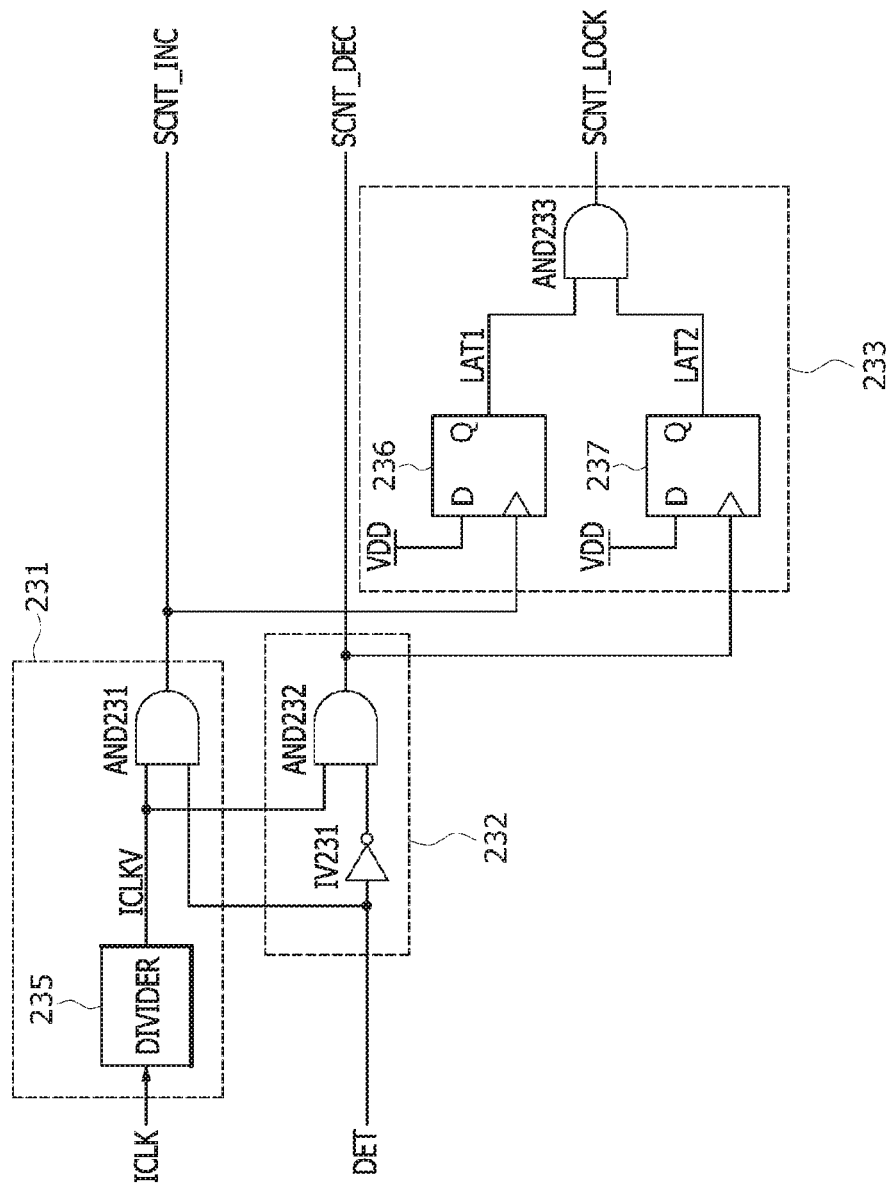 231
235
ICLK
DIVIDER
ICLKV
AND231
SCNT_INC
DET
IV231
AND232
SCNT_DEC
232
VDD
236
D
Q
LAT1
VDD
237
D
Q
LAT2
AND233
SCNT_LOCK
233